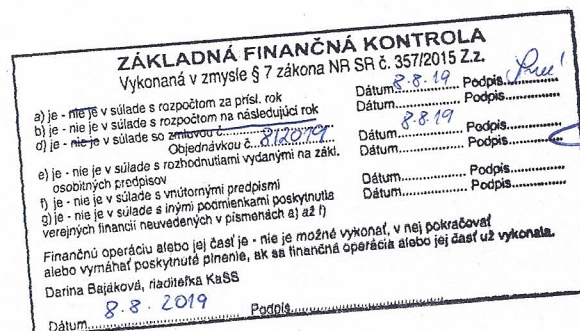 ZÁKLADNÁ FINANČNÁ KONTROLA
Vykonaná v zmysle § 7 zákona NR SR č. 357/2015 Z.z.
a) je - nie je v súlade s rozpočtom za prísl. rok Dátum 8.8.19 Podpis
b) je - nie je v súlade s rozpočtom na následujúci rok Dátum.................. Podpis..............
d) je - nie je v súlade so zmluvou č. 8.8.19
Objednávkou č. 812079 Dátum.................. Podpis..............
e) je - nie je v súlade s rozhodnutiami vydanými na zákl. Dátum.................. Podpis..............
osobitných predpisov
f) je - nie je v súlade s vnútornými predpismi Dátum.................. Podpis..............
g) je - nie je v súlade s inými podmienkami poskytnutia Dátum.................. Podpis..............
verejných financií neuvedených v písmenách a) až f)
Finančnú operáciu alebo jej časť je - nie je možné vykonať, v nej pokračovať
alebo vymáhať poskytnuté plnenie, ak sa finančná operácia alebo jej časť už vykonala.
Darina Bajáková, riaditeľka KaSS
Dátum 8.8.2019 Podpis..............